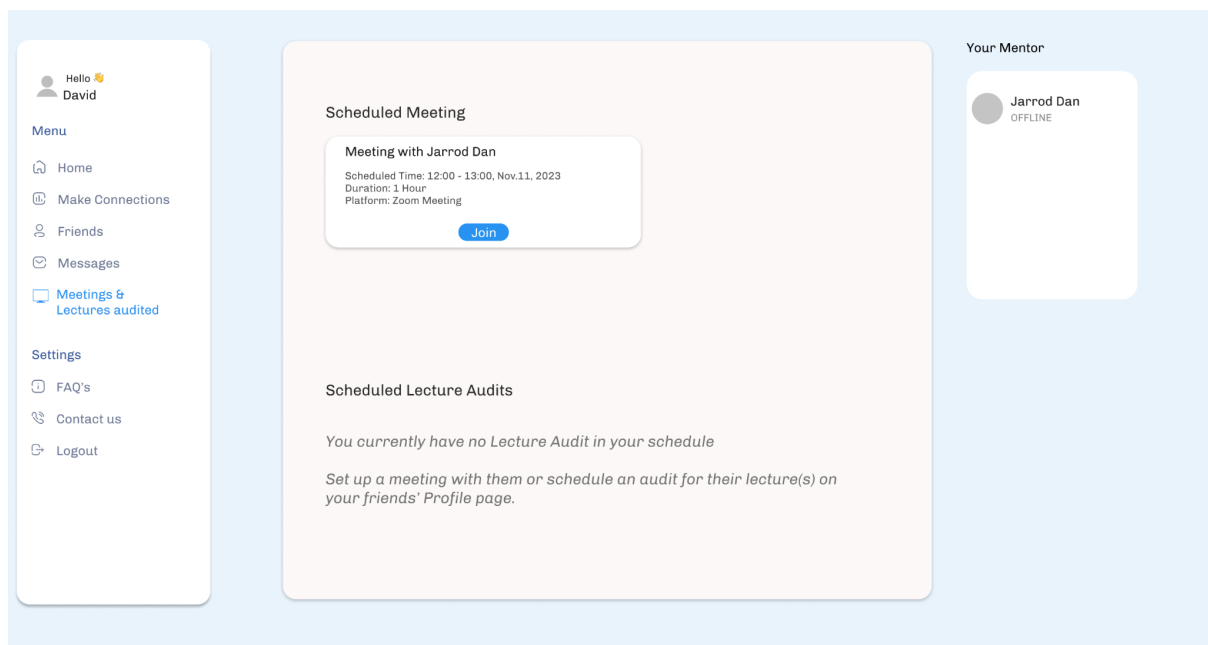 Hello 👋
David
Menu
Home
Make Connections
Friends
Messages
Meetings &
Lectures audited
Settings
FAQ's
Contact us
Logout
Scheduled Meeting
Meeting with Jarrod Dan
Scheduled Time: 12:00 - 13:00, Nov.11, 2023
Duration: 1 Hour
Platform: Zoom Meeting
Join
Scheduled Lecture Audits
You currently have no Lecture Audit in your schedule
Set up a meeting with them or schedule an audit for their lecture(s) on
your friends' Profile page.
Your Mentor
Jarrod Dan
OFFLINE